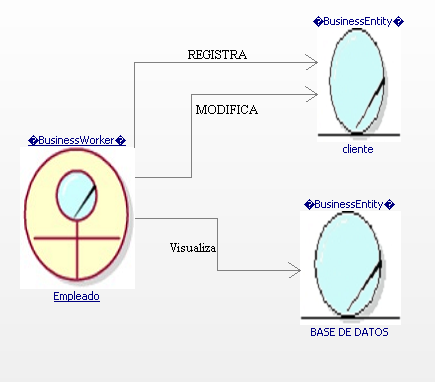 �BusinessEntity�
REGISTRA
MODIFICA
cliente
�BusinessWorker�
Empleado
�BusinessEntity�
Visualiza
BASE DE DATOS